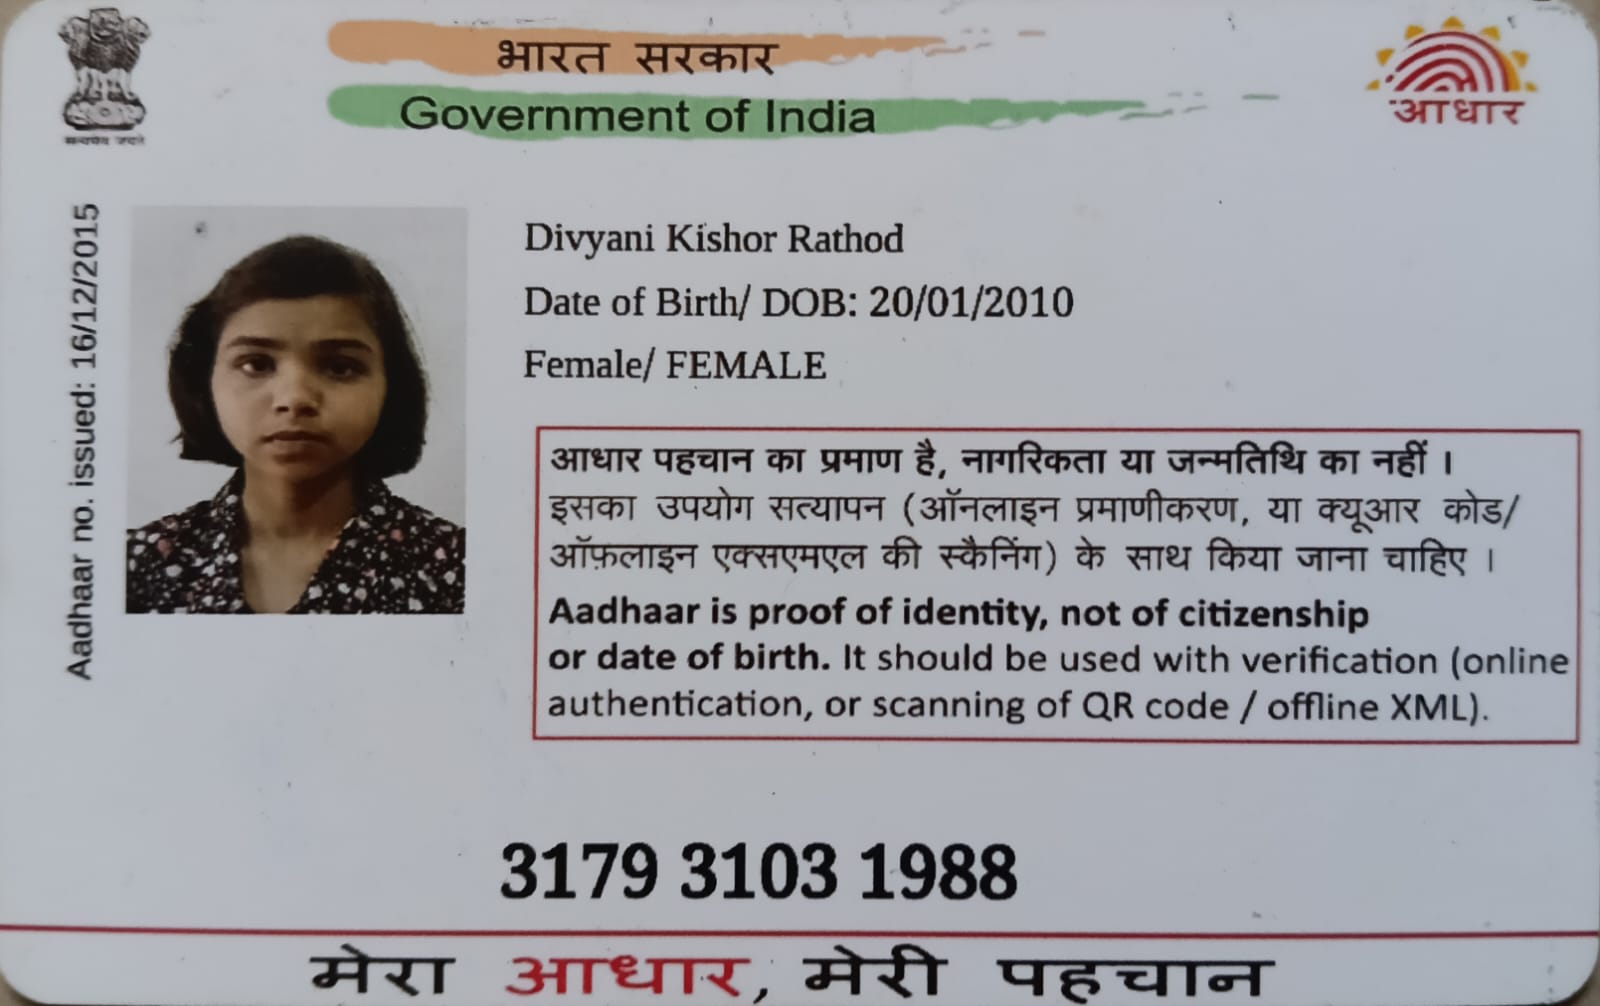 भारत सरकार
Government of India
आधार
सत्यमेव जयते
Aadhaar no. issued: 16/12/2015
Divyani Kishor Rathod
Date of Birth/ DOB: 20/01/2010
Female/ FEMALE
आधार पहचान का प्रमाण है, नागरिकता या जन्मतिथि का नहीं ।
इसका उपयोग सत्यापन (ऑनलाइन प्रमाणीकरण, या क्यूआर कोड/
ऑफ़लाइन एक्सएमएल की स्कैनिंग) के साथ किया जाना चाहिए ।
Aadhaar is proof of identity, not of citizenship
or date of birth. It should be used with verification (online
authentication, or scanning of QR code / offline XML).
3179 3103 1988
मेरा आधार, मेरी पहचान